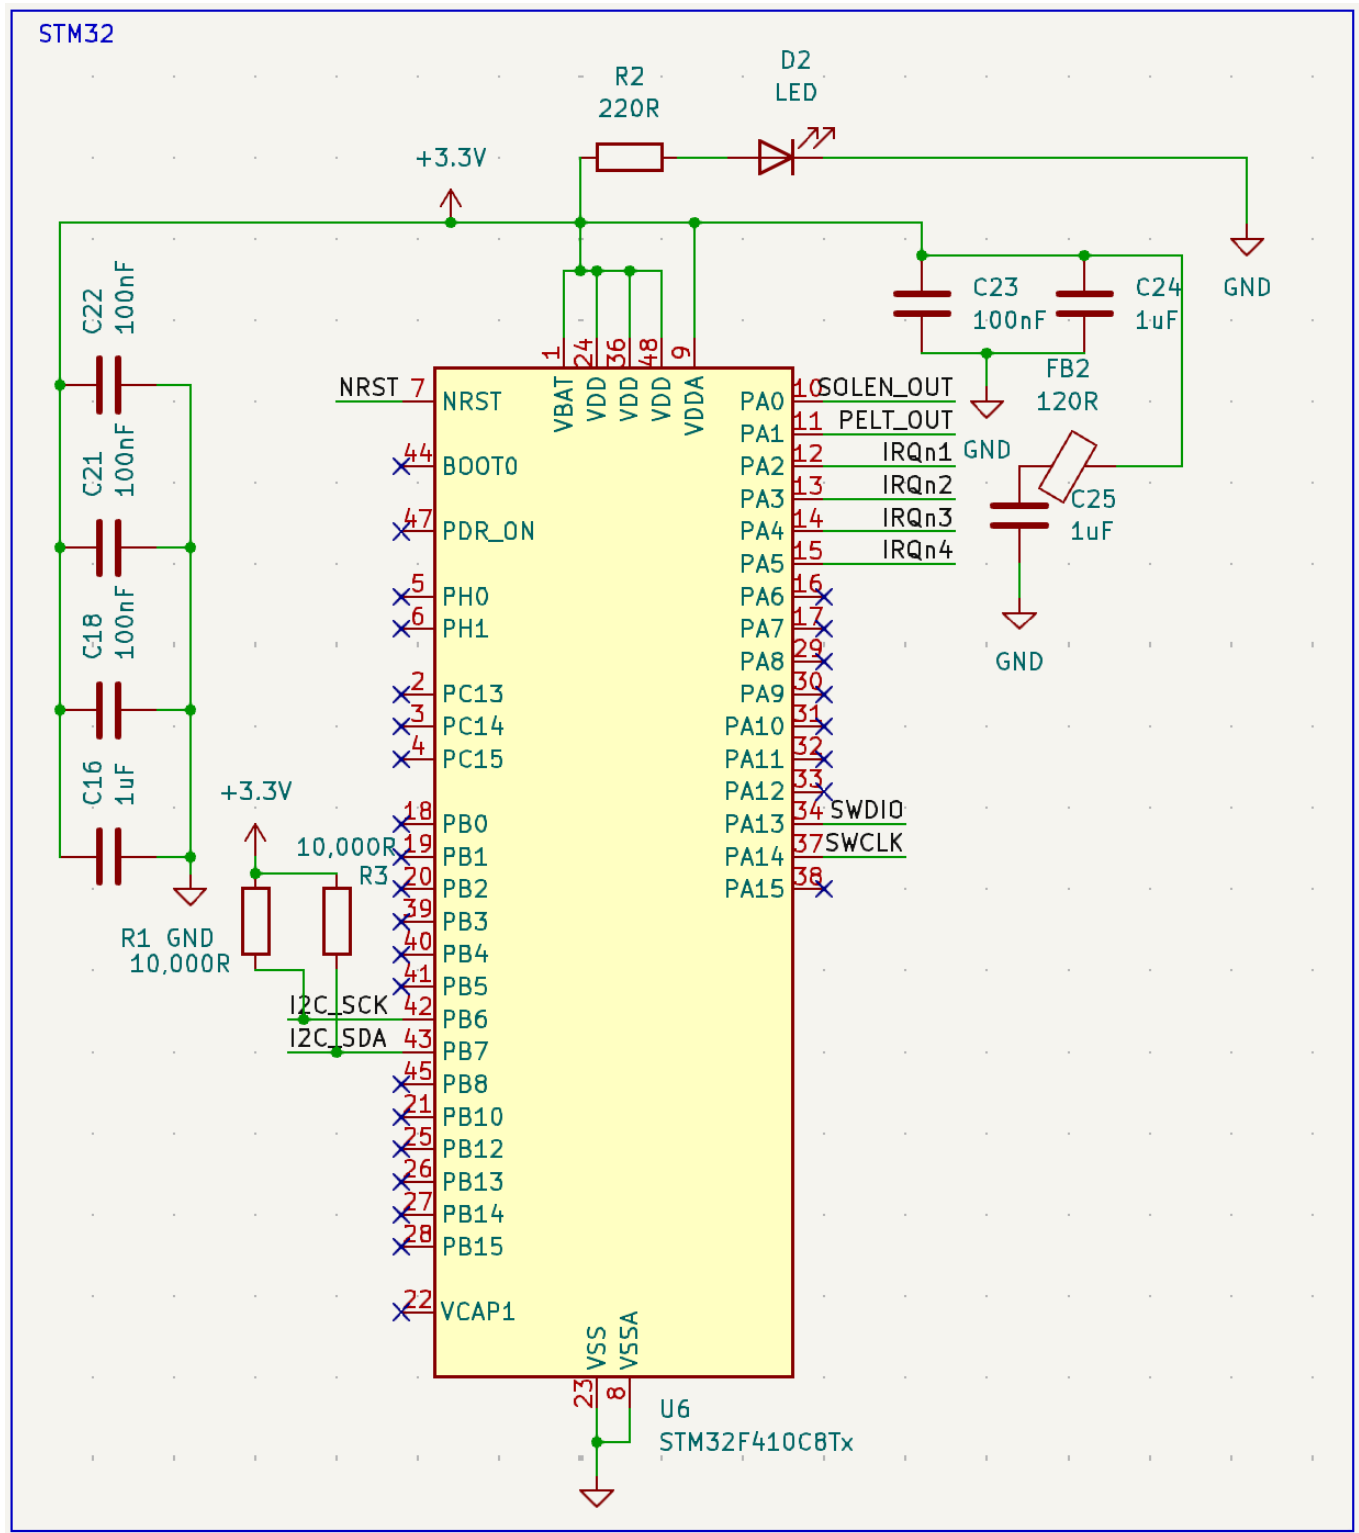 STM32
D2
LED
R2
220R
+3.3V
GND
C22
100nF
C21
100nF
C18
100nF
C16
1uF
C23
100nF
C24
1uF
GND
FB2
120R
C25
1uF
GND
1
24
36
48
9
VBAT
VDD
VDD
VDD
VDDA
NRST 7 NRST
44 BOOT0
47 PDR_ON
5 PH0
6 PH1
2 PC13
3 PC14
4 PC15
18 PB0
19 PB1
20 PB2
39 PB3
40 PB4
41 PB5
I2C_SCK 42 PB6
I2C_SDA 43 PB7
45 PB8
21 PB10
25 PB12
26 PB13
27 PB14
28 PB15
22 VCAP1
PA0 10 SOLEN_OUT
PA1 11 PELT_OUT
PA2 12 IRQn1
PA3 13 IRQn2
PA4 14 IRQn3
PA5 15 IRQn4
PA6 16
PA7 17
PA8 29
PA9 30
PA10 31
PA11 32
PA12 33
PA13 34 SWDIO
PA14 37 SWCLK
PA15 38
+3.3V
10,000R
R3
R1
10,000R
GND
VSS
VSSA
23
8
U6
STM32F410C8Tx